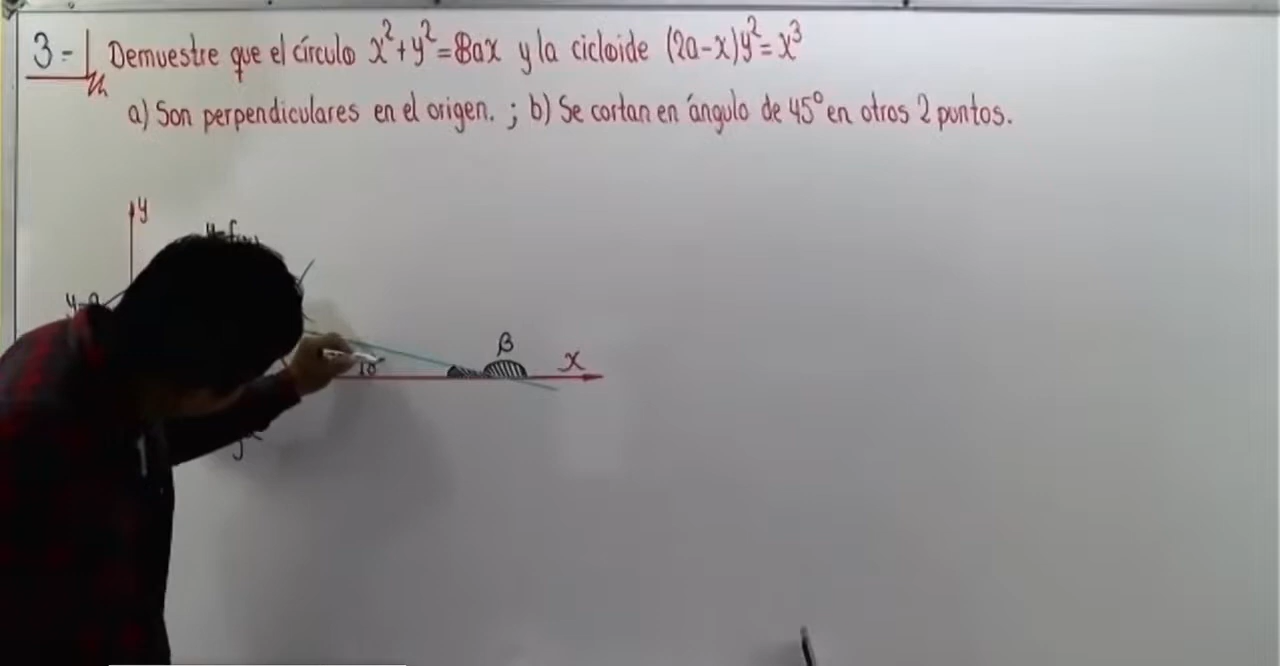 3-| Demuestre que el círculo x²+y²=8ax y la cicloide (2a-x)y²=x³
a) Son perpendiculares en el origen. ; b) Se cortan en ángulo de 45° en otros 2 puntos.
y
β
x